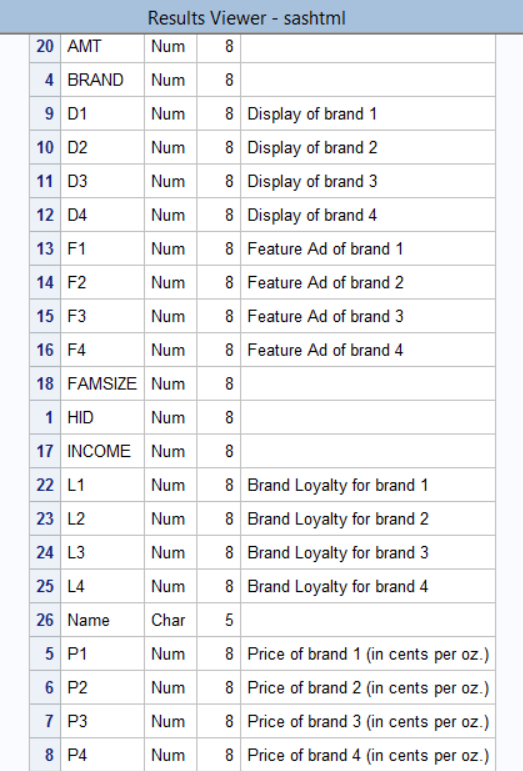 Results Viewer - sashtml
20 AMT Num 8
4 BRAND Num 8
9 D1 Num 8 Display of brand 1
10 D2 Num 8 Display of brand 2
11 D3 Num 8 Display of brand 3
12 D4 Num 8 Display of brand 4
13 F1 Num 8 Feature Ad of brand 1
14 F2 Num 8 Feature Ad of brand 2
15 F3 Num 8 Feature Ad of brand 3
16 F4 Num 8 Feature Ad of brand 4
18 FAMSIZE Num 8
1 HID Num 8
17 INCOME Num 8
22 L1 Num 8 Brand Loyalty for brand 1
23 L2 Num 8 Brand Loyalty for brand 2
24 L3 Num 8 Brand Loyalty for brand 3
25 L4 Num 8 Brand Loyalty for brand 4
26 Name Char 5
5 P1 Num 8 Price of brand 1 (in cents per oz.)
6 P2 Num 8 Price of brand 2 (in cents per oz.)
7 P3 Num 8 Price of brand 3 (in cents per oz.)
8 P4 Num 8 Price of brand 4 (in cents per oz.)